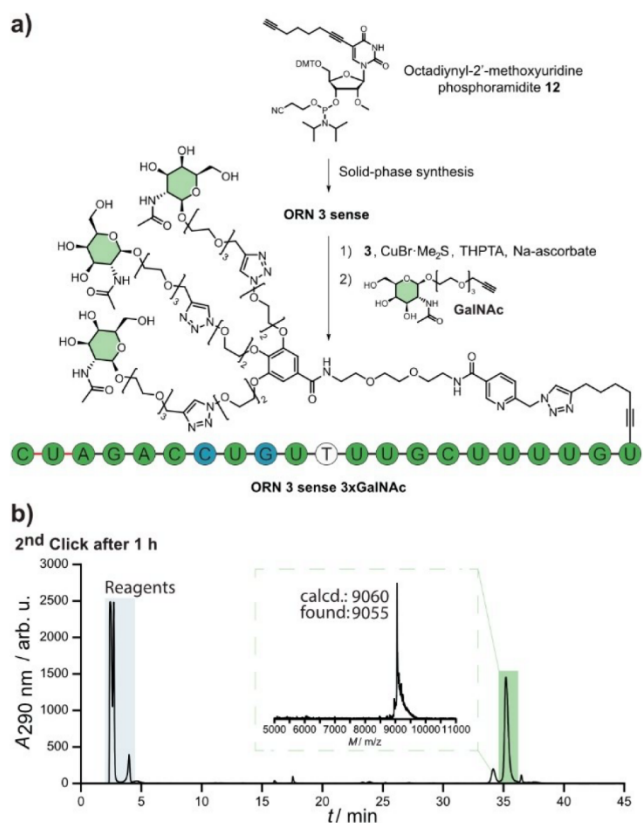 a)
Octadiynyl-2'-methoxyuridine
phosphoramidite 12
Solid-phase synthesis
ORN 3 sense
1) 3, CuBr·Me2S, THPTA, Na-ascorbate
2)
GalNAc
C U A G A C C U G U T U U G C U U U U G U
ORN 3 sense 3xGalNAc
b)
2nd Click after 1 h
Reagents
calcd.: 9060
found: 9055
5000 6000 7000 8000 9000 10000 11000
M / m/z
A290 nm / arb. u.
3000
2500
2000
1500
1000
500
0
0 5 10 15 20 25 30 35 40 45
t / min